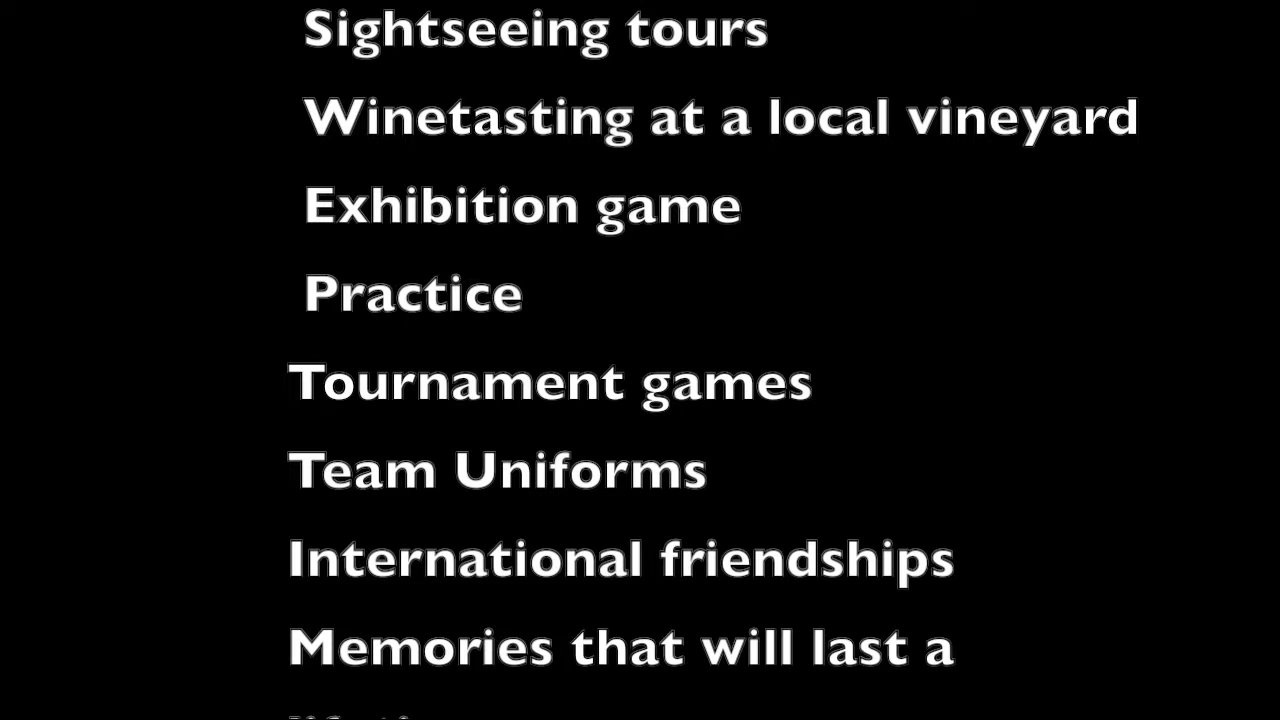 Sightseeing tours
Winetasting at a local vineyard
Exhibition game
Practice
Tournament games
Team Uniforms
International friendships
Memories that will last a